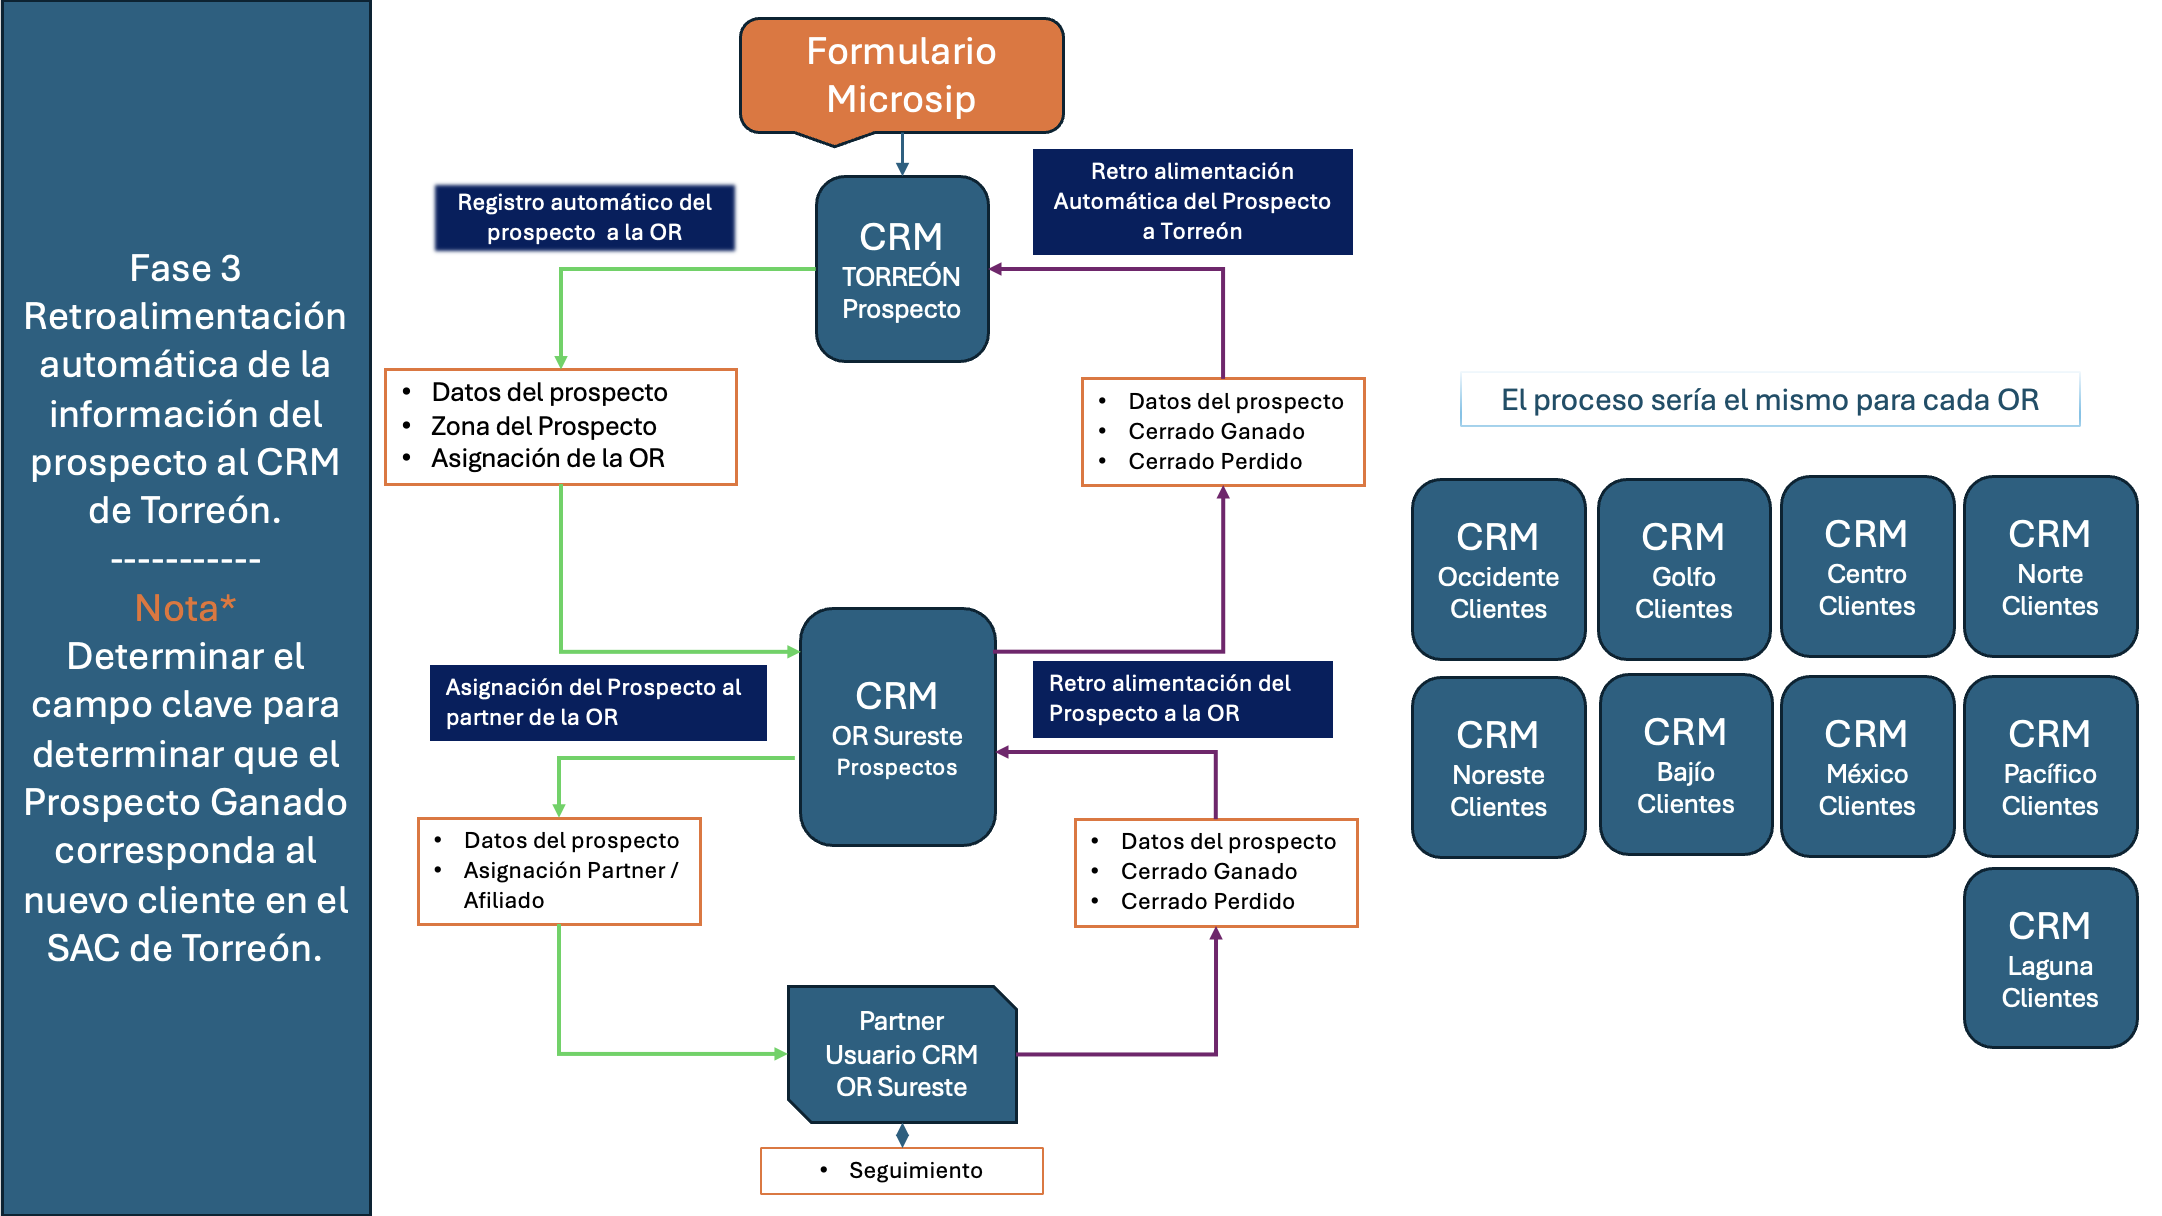 Fase 3
Retroalimentación
automática de la
información del
prospecto al CRM
de Torreón.
-----------
Nota*
Determinar el
campo clave para
determinar que el
Prospecto Ganado
corresponda al
nuevo cliente en el
SAC de Torreón.
Formulario
Microsip
Registro automático del
prospecto  a la OR
CRM
TORREÓN
Prospecto
Retro alimentación
Automática del Prospecto
a Torreón
• Datos del prospecto
• Zona del Prospecto
• Asignación de la OR
• Datos del prospecto
• Cerrado Ganado
• Cerrado Perdido
Asignación del Prospecto al
partner de la OR
CRM
OR Sureste
Prospectos
Retro alimentación del
Prospecto a la OR
• Datos del prospecto
• Asignación Partner /
Afiliado
• Datos del prospecto
• Cerrado Ganado
• Cerrado Perdido
Partner
Usuario CRM
OR Sureste
• Seguimiento
El proceso sería el mismo para cada OR
CRM
Occidente
Clientes
CRM
Golfo
Clientes
CRM
Centro
Clientes
CRM
Norte
Clientes
CRM
Noreste
Clientes
CRM
Bajío
Clientes
CRM
México
Clientes
CRM
Pacífico
Clientes
CRM
Laguna
Clientes